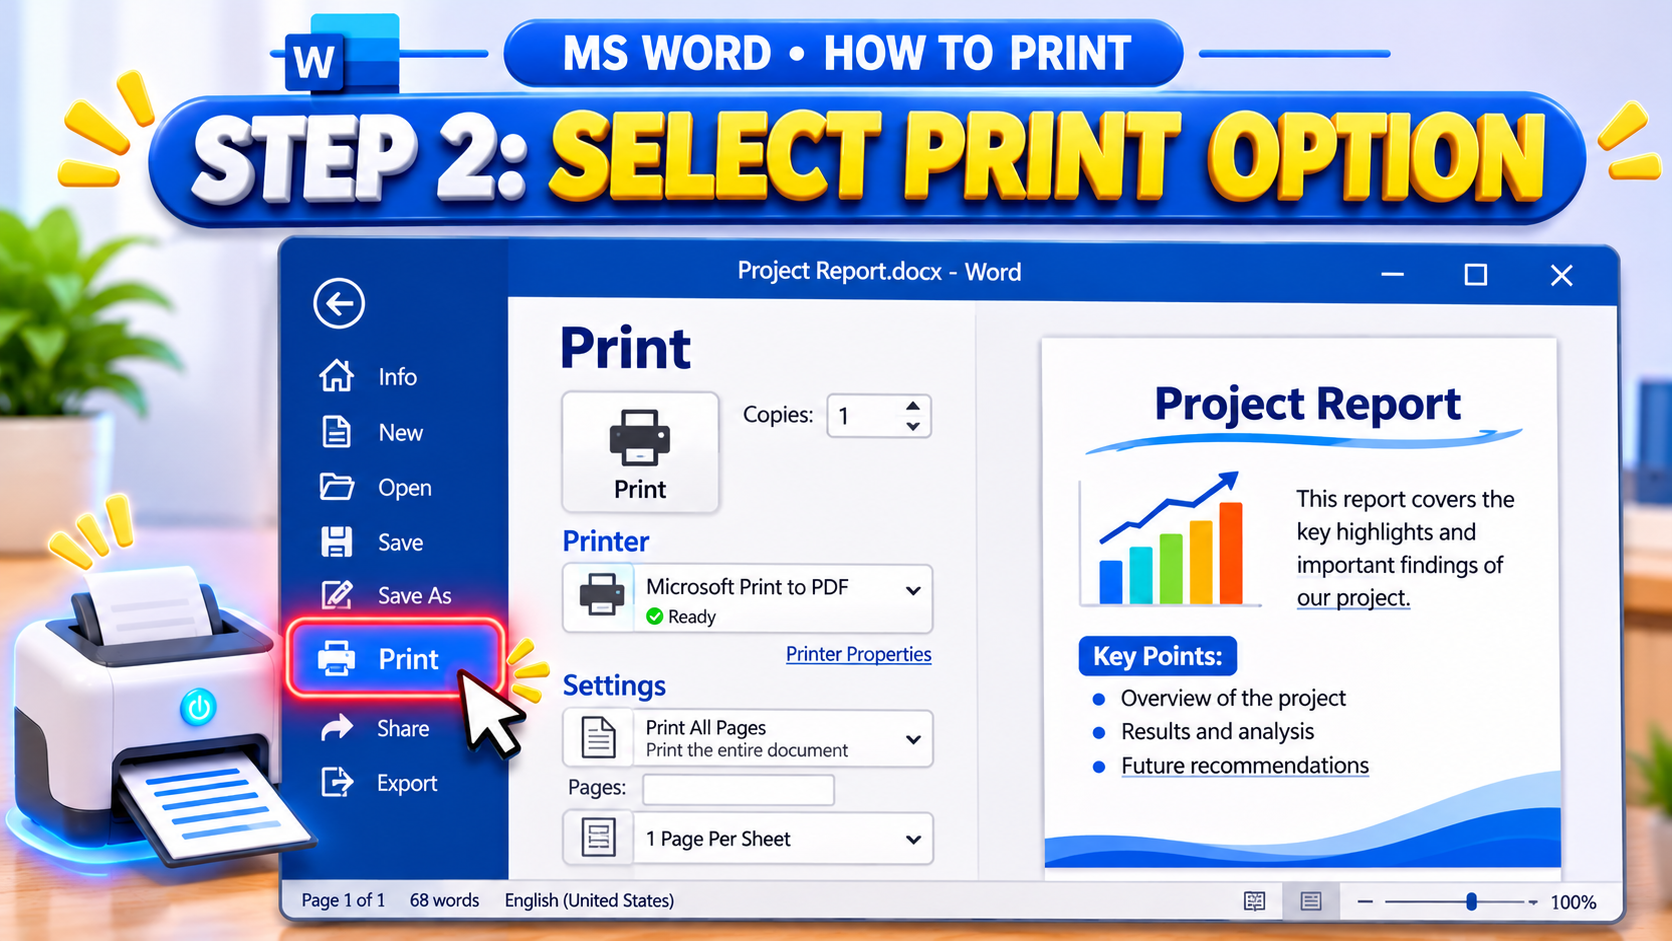 W
MS WORD • HOW TO PRINT
STEP 2: SELECT PRINT OPTION
Project Report.docx - Word
Info
New
Open
Save
Save As
Print
Share
Export
Print
Print
Copies: 1
Printer
Microsoft Print to PDF
Ready
Printer Properties
Settings
Print All Pages
Print the entire document
Pages:
1 Page Per Sheet
Project Report
This report covers the
key highlights and
important findings of
our project.
Key Points:
• Overview of the project
• Results and analysis
• Future recommendations
Page 1 of 1 68 words English (United States)
100%